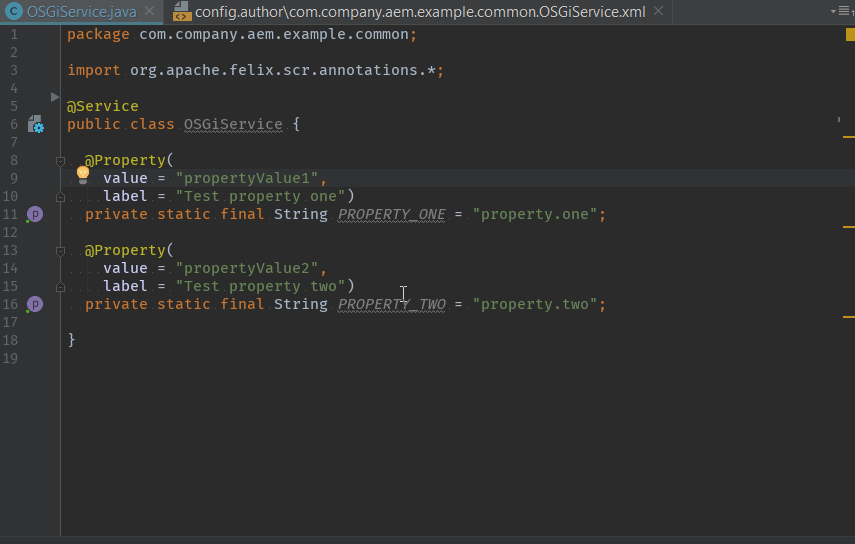 OSGiService.java
config.author\com.company.aem.example.common.OSGiService.xml
1 package com.company.aem.example.common;
2
3 import org.apache.felix.scr.annotations.*;
4
5 @Service
6 public class OSGiService {
7
8 @Property(
9 value = "propertyValue1",
10 label = "Test property one")
11 private static final String PROPERTY_ONE = "property.one";
12
13 @Property(
14 value = "propertyValue2",
15 label = "Test property two")
16 private static final String PROPERTY_TWO = "property.two";
17
18 }
19